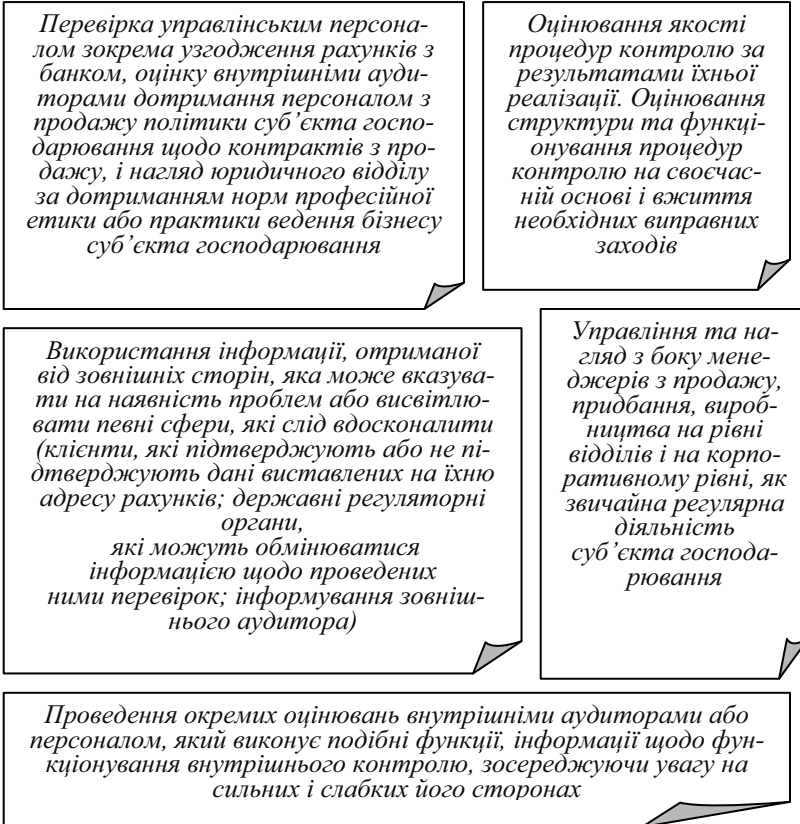 Перевірка управлінським персона-
лом зокрема узгодження рахунків з
банком, оцінку внутрішніми ауди-
торами дотримання персоналом з
продажу політики суб’єкта госпо-
дарювання щодо контрактів з про-
дажу, і нагляд юридичного відділу
за дотриманням норм професійної
етики або практики ведення бізнесу
суб’єкта господарювання
Оцінювання якості
процедур контролю за
результатами їхньої
реалізації. Оцінювання
структури та функці-
онування процедур
контролю на своєчас-
ній основі і вжиття
необхідних виправних
заходів
Використання інформації, отриманої
від зовнішніх сторін, яка може вказува-
ти на наявність проблем або висвітлю-
вати певні сфери, які слід вдосконалити
(клієнти, які підтверджують або не пі-
дтверджують дані виставлених на їхню
адресу рахунків; державні регуляторні
органи,
які можуть обмінюватися
інформацією щодо проведених
ними перевірок; інформування зовніш-
нього аудитора)
Управління та на-
гляд з боку мене-
джерів з продажу,
придбання, вироб-
ництва на рівні
відділів і на корпо-
ративному рівні, як
звичайна регулярна
діяльність
суб’єкта господа-
рювання
Проведення окремих оцінювань внутрішніми аудиторами або
персоналом, який виконує подібні функції, інформації щодо фун-
кціонування внутрішнього контролю, зосереджуючи увагу на
сильних і слабких його сторонах